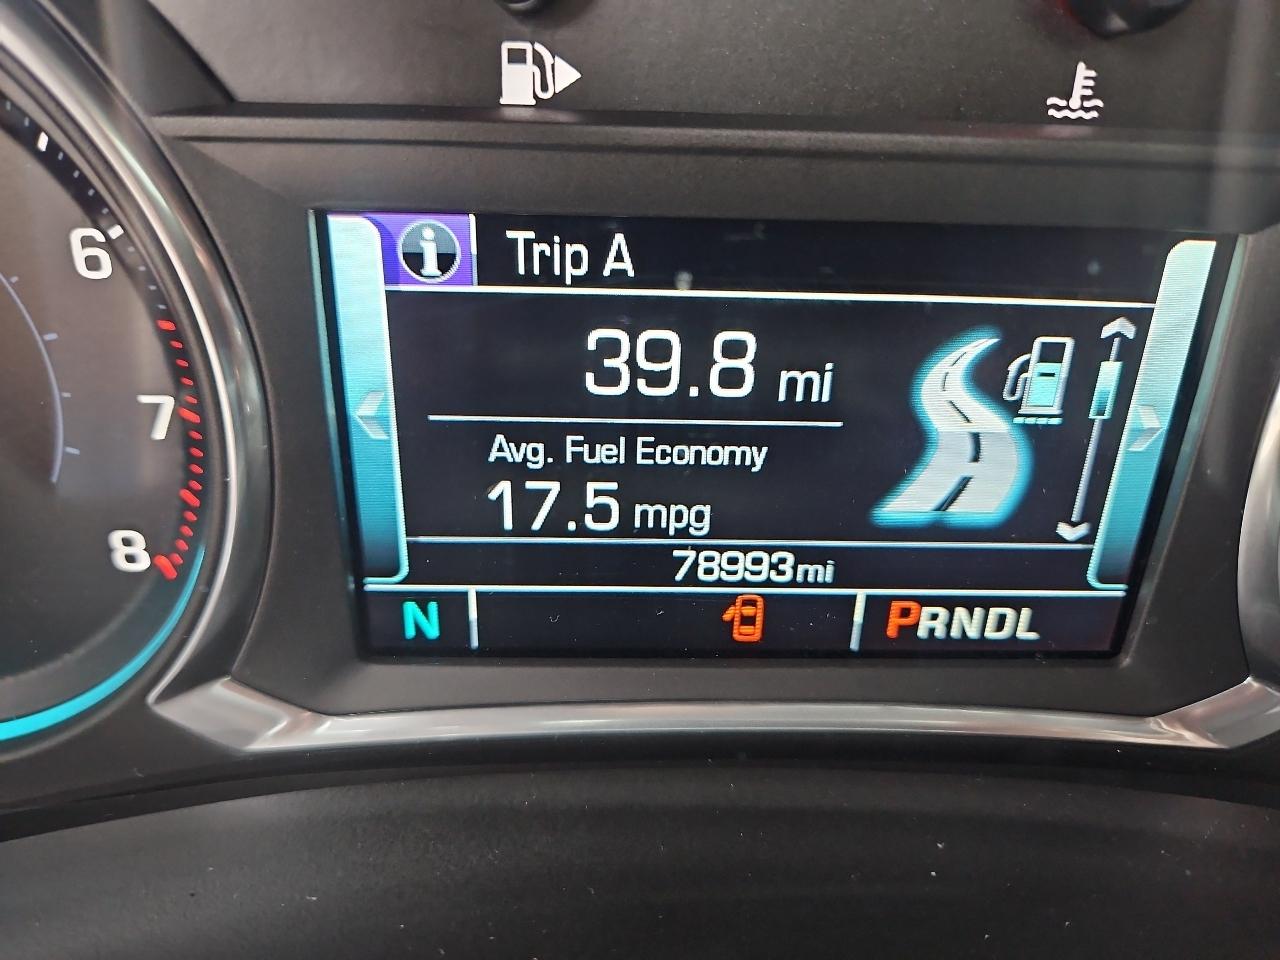 6
7
8
i
Trip A
39.8 mi
Avg. Fuel Economy
17.5 mpg
78993mi
N
PRNDL